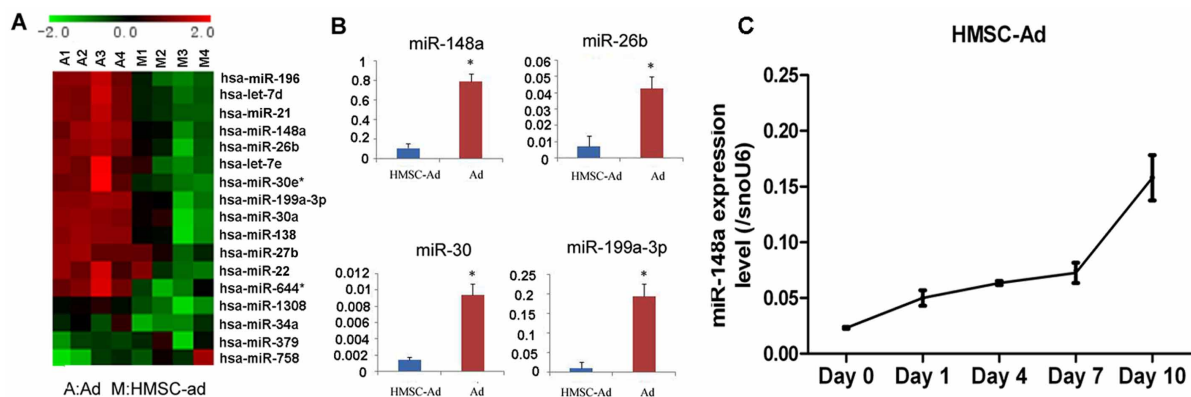 A
−2.0 0.0 2.0
A1 A2 A3 A4 M1 M2 M3 M4
hsa-miR-196
hsa-let-7d
hsa-miR-21
hsa-miR-148a
hsa-miR-26b
hsa-let-7e
hsa-miR-30e*
hsa-miR-199a-3p
hsa-miR-30a
hsa-miR-138
hsa-miR-27b
hsa-miR-22
hsa-miR-644*
hsa-miR-1308
hsa-miR-34a
hsa-miR-379
hsa-miR-758
A:Ad M:HMSC-ad
B
miR-148a
1
0.8
0.6
0.4
0.2
0
*
HMSC-Ad Ad
miR-26b
0.06
0.05
0.04
0.03
0.02
0.01
0
*
HMSC-Ad Ad
miR-30
0.012
0.01
0.008
0.006
0.004
0.002
0
*
HMSC-Ad Ad
miR-199a-3p
0.25
0.2
0.15
0.1
0.05
0
*
HMSC-Ad Ad
C
HMSC-Ad
miR-148a expression
level (/snoU6)
0.25
0.20
0.15
0.10
0.05
0.00
Day 0 Day 1 Day 4 Day 7 Day 10